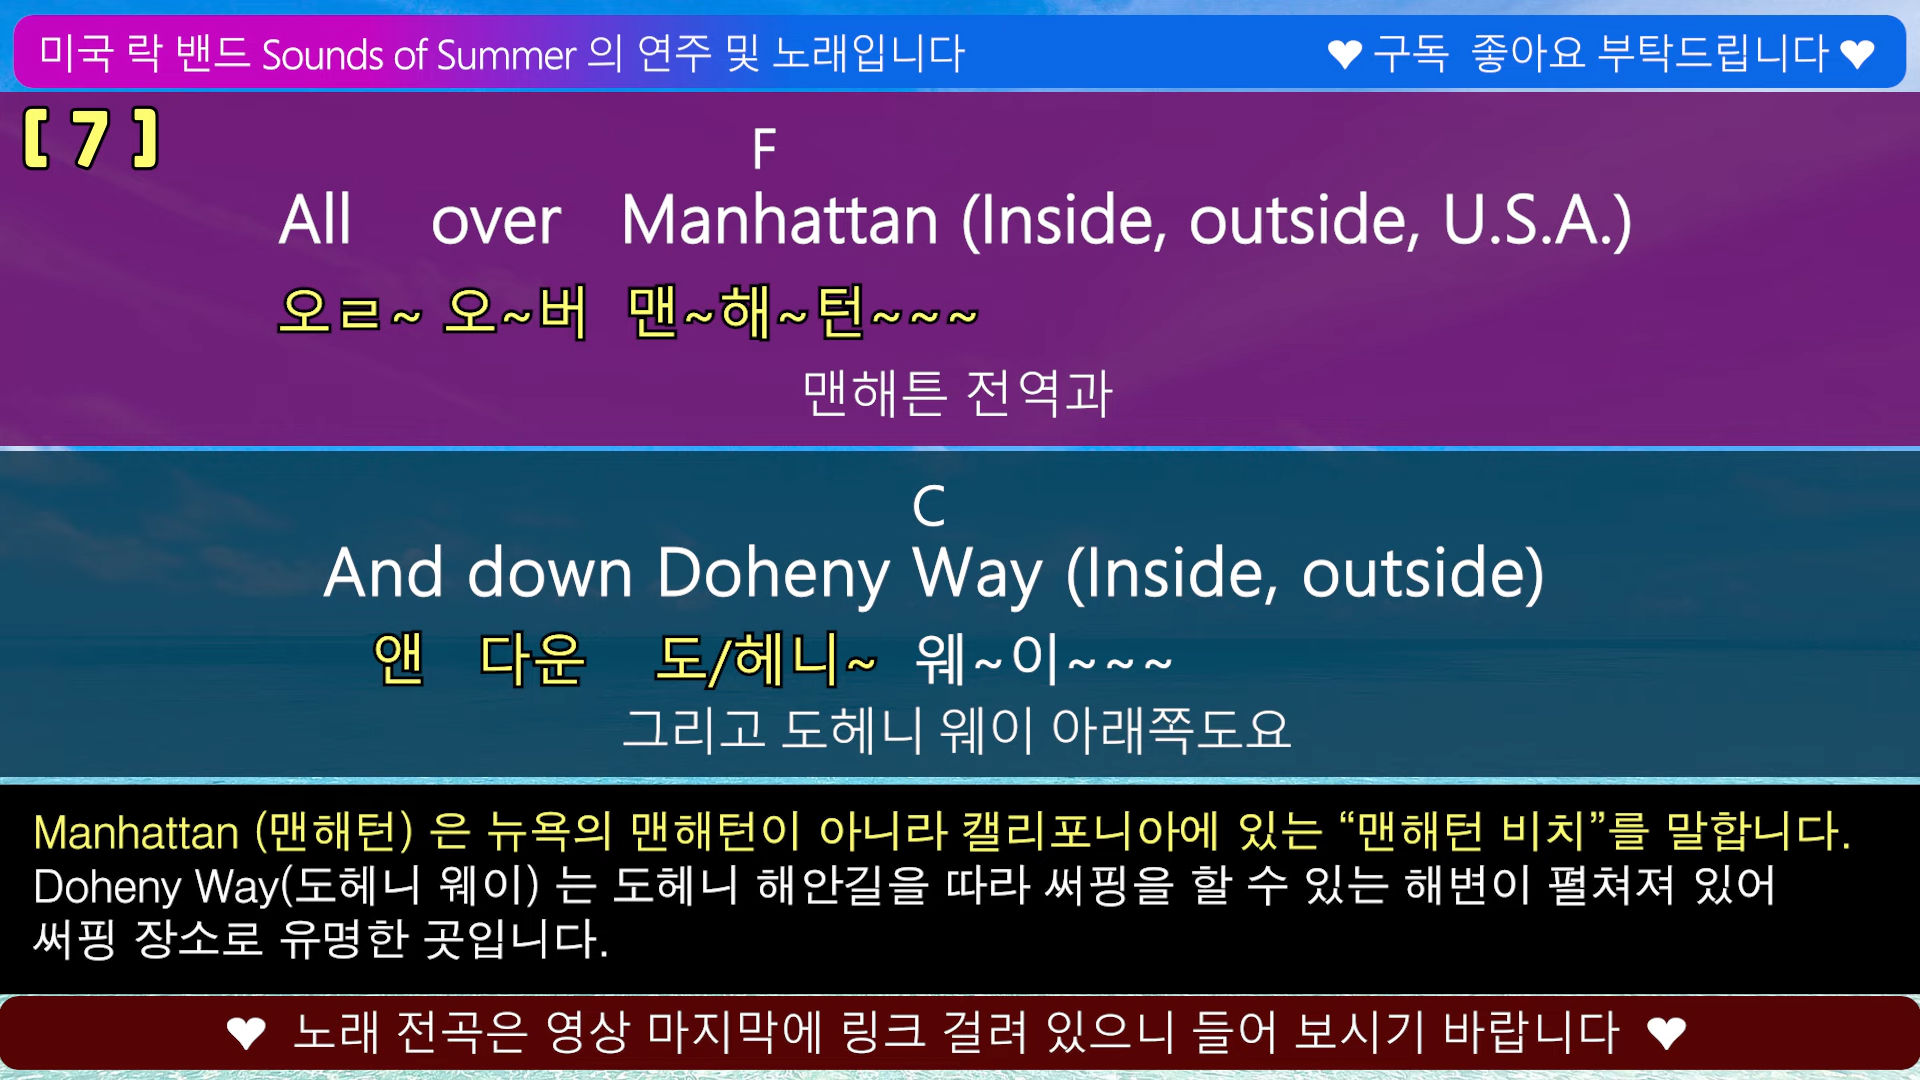 미국 락 밴드 Sounds of Summer 의 연주 및 노래입니다
♥ 구독 좋아요 부탁드립니다 ♥
[ 7 ]
F
All over Manhattan (Inside, outside, U.S.A.)
오ㄹ~ 오~버 맨~해~턴~~~
맨해튼 전역과
C
And down Doheny Way (Inside, outside)
앤 다운 도/헤니~ 웨~이~~~
그리고 도헤니 웨이 아래쪽도요
Manhattan (맨해턴) 은 뉴욕의 맨해턴이 아니라 캘리포니아에 있는 “맨해턴 비치”를 말합니다.
Doheny Way(도헤니 웨이) 는 도헤니 해안길을 따라 써핑을 할 수 있는 해변이 펼쳐져 있어
써핑 장소로 유명한 곳입니다.
♥ 노래 전곡은 영상 마지막에 링크 걸려 있으니 들어 보시기 바랍니다 ♥